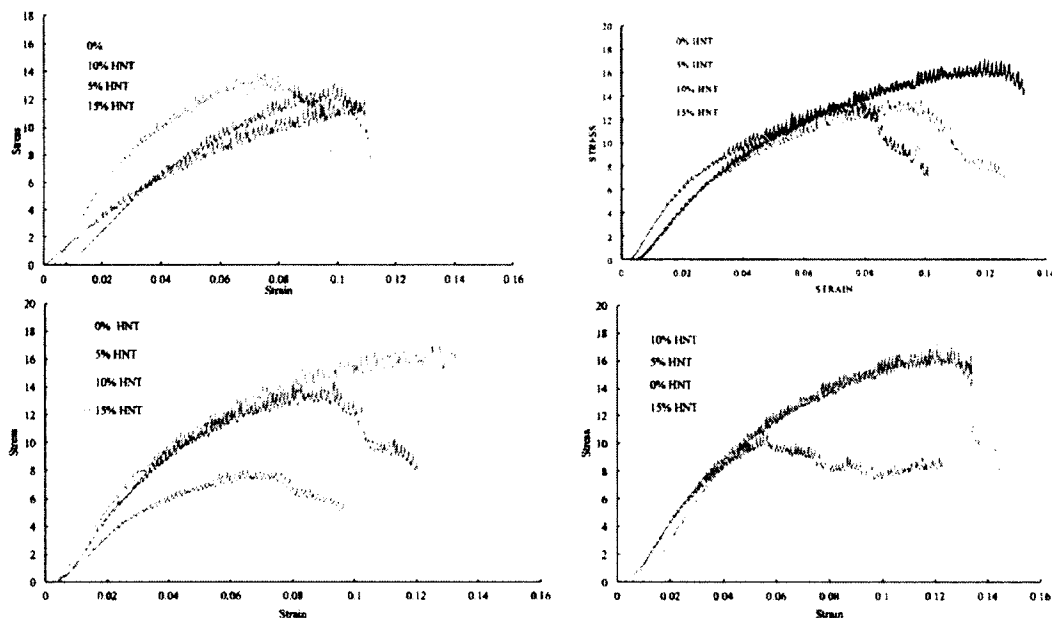 18
16
14
12
10
8
6
4
2
0
Stress
0%
10% HNT
5% HNT
15% HNT
0 0.02 0.04 0.06 0.08 0.1 0.12 0.14 0.16
Strain
20
18
16
14
12
10
8
6
4
2
0
STRESS
0% HNT
5% HNT
10% HNT
15% HNT
0 0.02 0.04 0.06 0.08 0.1 0.12 0.14
STRAIN
20
18
16
14
12
10
8
6
4
2
0
Stress
0% HNT
5% HNT
10% HNT
15% HNT
0 0.02 0.04 0.06 0.08 0.1 0.12 0.14 0.16
Strain
20
18
16
14
12
10
8
6
4
2
0
Stress
10% HNT
5% HNT
0% HNT
15% HNT
0 0.02 0.04 0.06 0.08 0.1 0.12 0.14 0.16
Strain